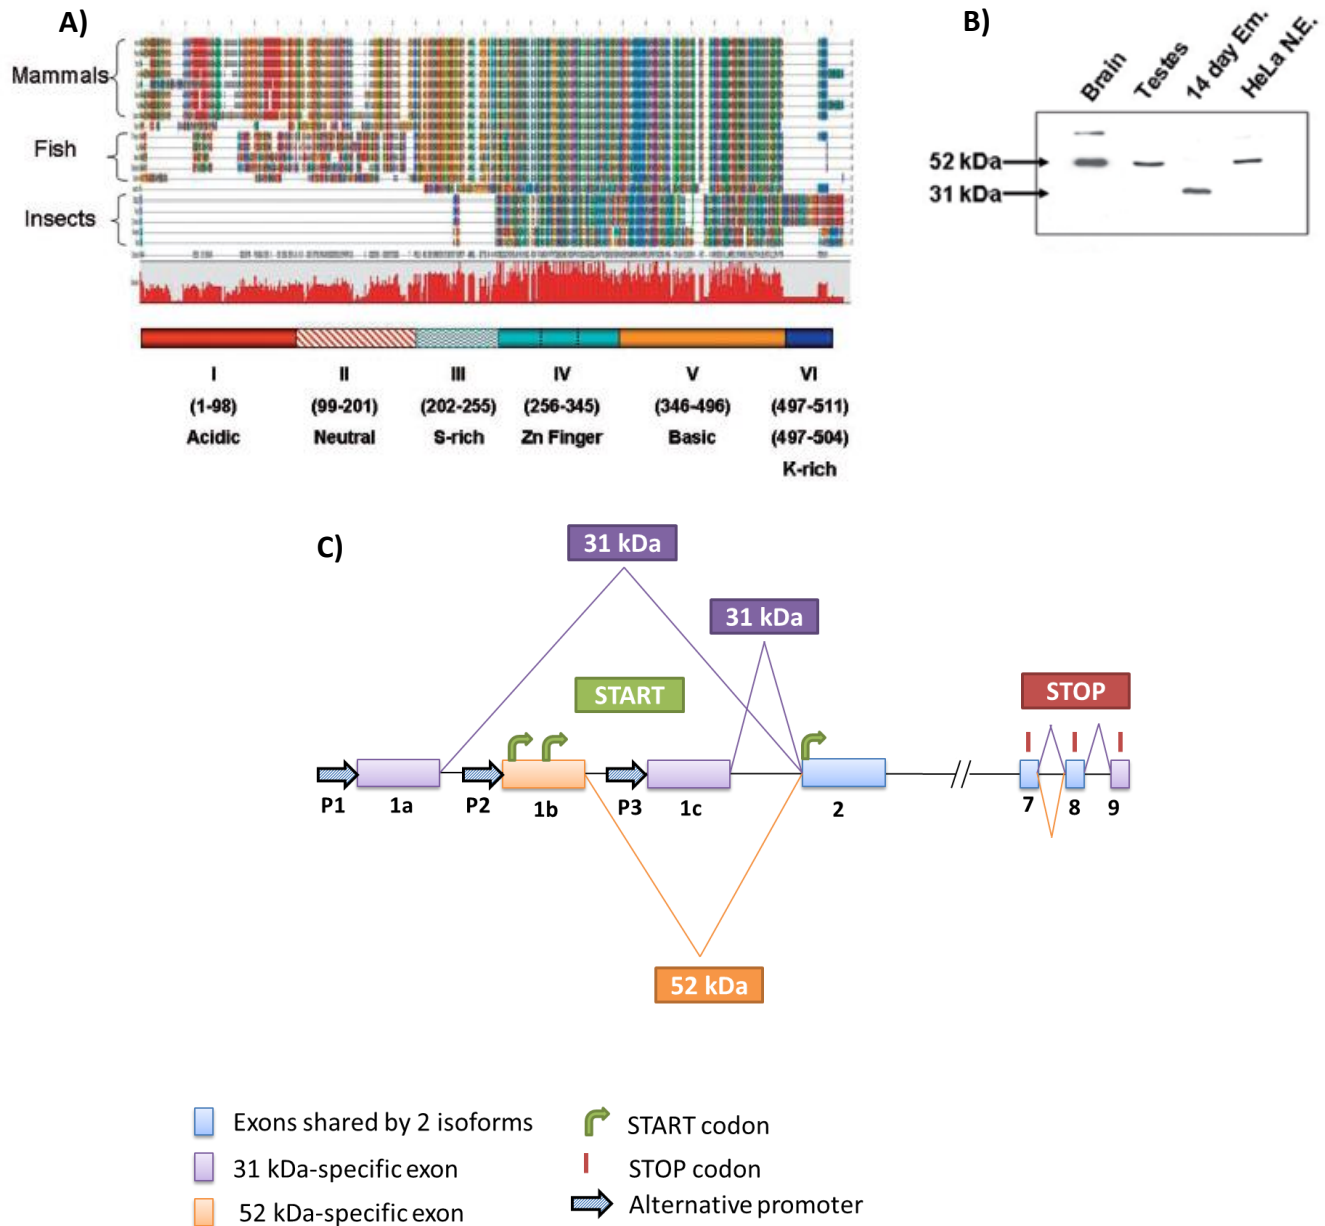 A)
Mammals
Fish
Insects
I II III IV V VI
(1-98) (99-201) (202-255) (256-345) (346-496) (497-511)
Acidic Neutral S-rich Zn Finger Basic (497-504)
K-rich
B)
Brain Testes 14 day Em. HeLa N.E.
52 kDa
31 kDa
C)
31 kDa
31 kDa
START
STOP
P1 1a P2 1b P3 1c 2 7 8 9
52 kDa
Exons shared by 2 isoforms
31 kDa-specific exon
52 kDa-specific exon
START codon
STOP codon
Alternative promoter